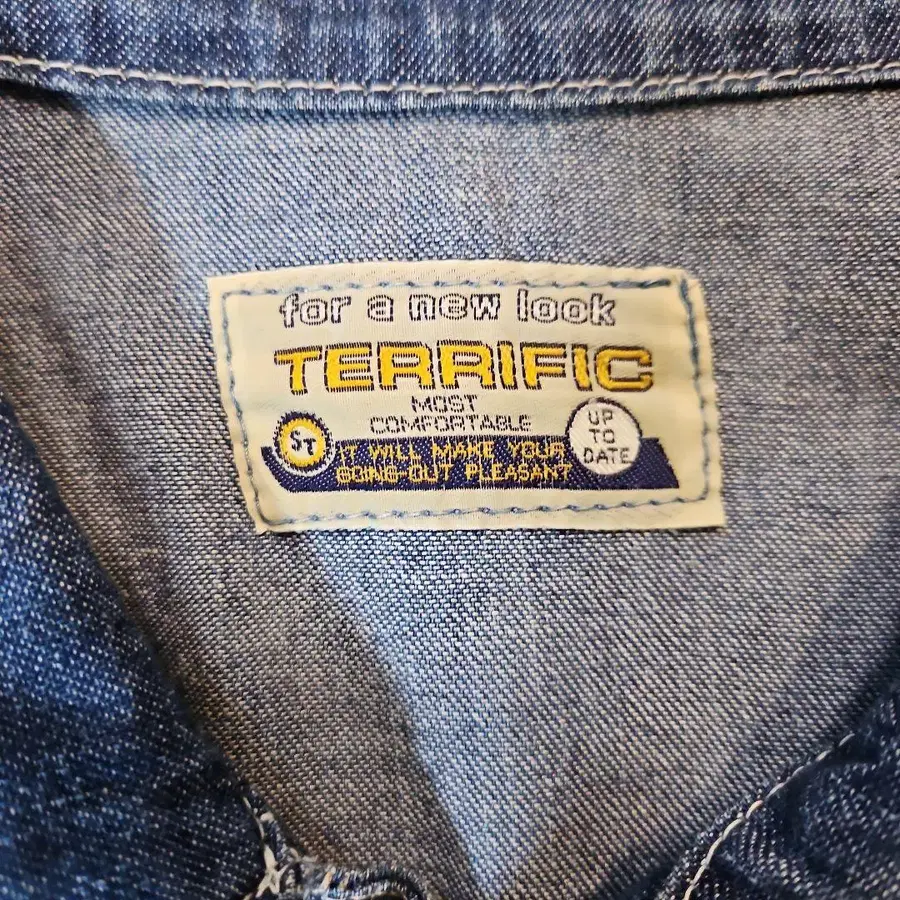 for a new look
TERRIFIC
MOST
COMFORTABLE
ST
IT WILL MAKE YOUR
GOING-OUT PLEASANT
UP
TO
DATE